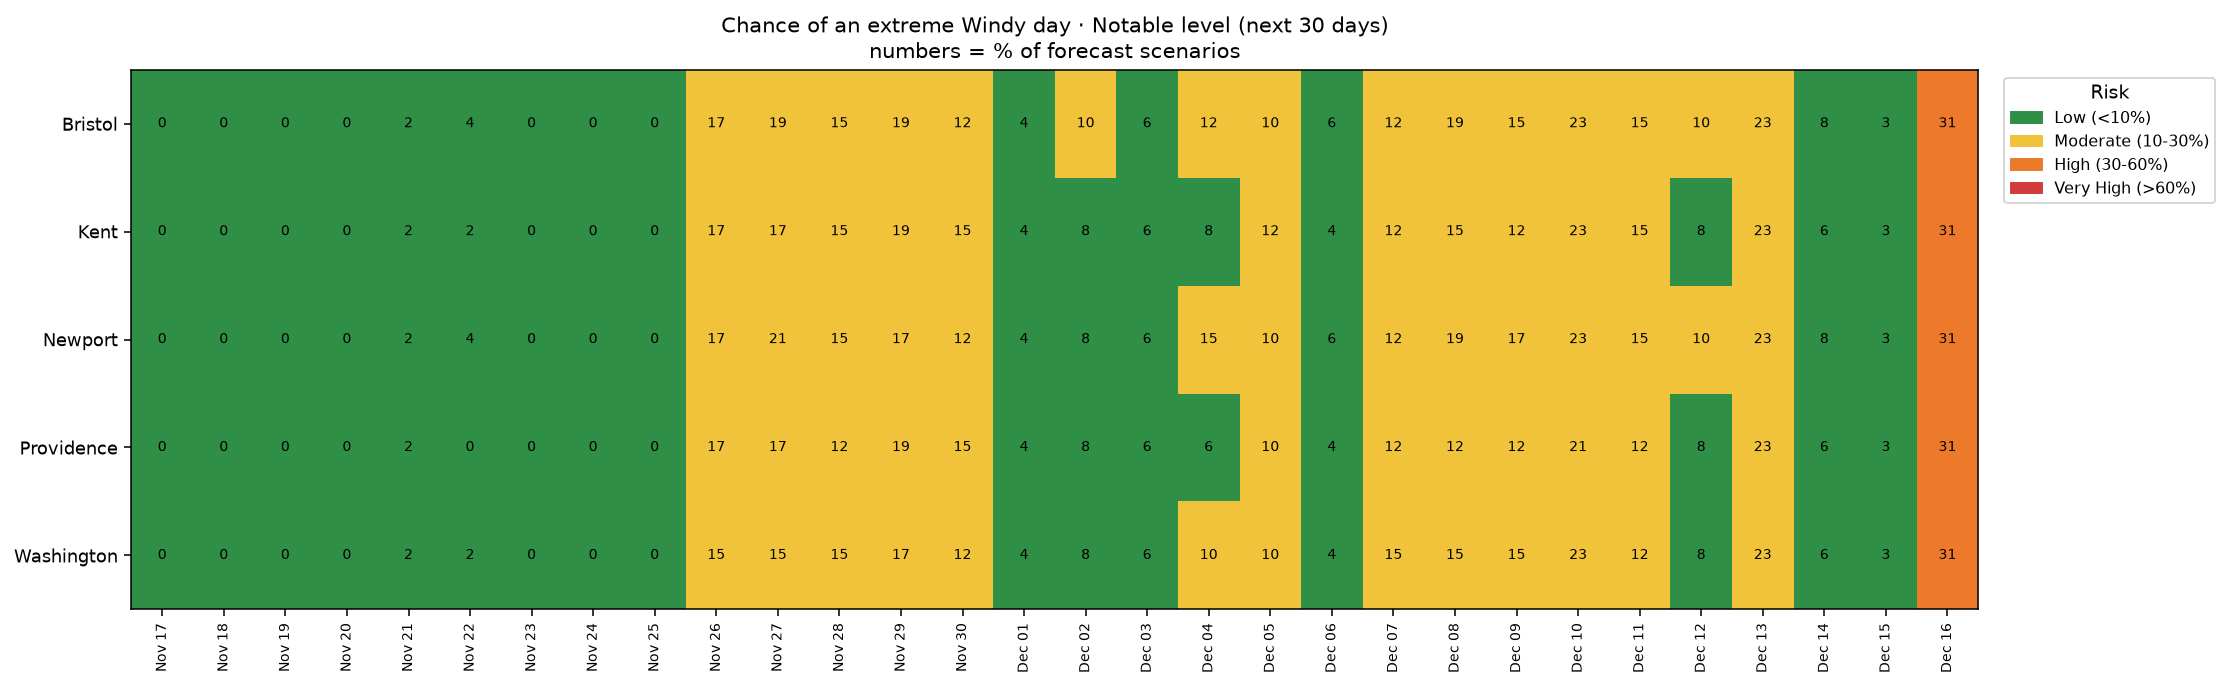 Chance of an extreme Windy day · Notable level (next 30 days)
numbers = % of forecast scenarios
Risk
Low (<10%)
Moderate (10-30%)
High (30-60%)
Very High (>60%)
Bristol 0 0 0 0 2 4 0 0 0 17 19 15 19 12 4 10 6 12 10 6 12 19 15 23 15 10 23 8 3 31
Kent 0 0 0 0 2 2 0 0 0 17 17 15 19 15 4 8 6 8 12 4 12 15 12 23 15 8 23 6 3 31
Newport 0 0 0 0 2 4 0 0 0 17 21 15 17 12 4 8 6 15 10 6 12 19 17 23 15 10 23 8 3 31
Providence 0 0 0 0 2 0 0 0 0 17 17 12 19 15 4 8 6 6 10 4 12 12 12 21 12 8 23 6 3 31
Washington 0 0 0 0 2 2 0 0 0 15 15 15 17 12 4 8 6 10 10 4 15 15 15 23 12 8 23 6 3 31
Nov 17 Nov 18 Nov 19 Nov 20 Nov 21 Nov 22 Nov 23 Nov 24 Nov 25 Nov 26 Nov 27 Nov 28 Nov 29 Nov 30 Dec 01 Dec 02 Dec 03 Dec 04 Dec 05 Dec 06 Dec 07 Dec 08 Dec 09 Dec 10 Dec 11 Dec 12 Dec 13 Dec 14 Dec 15 Dec 16